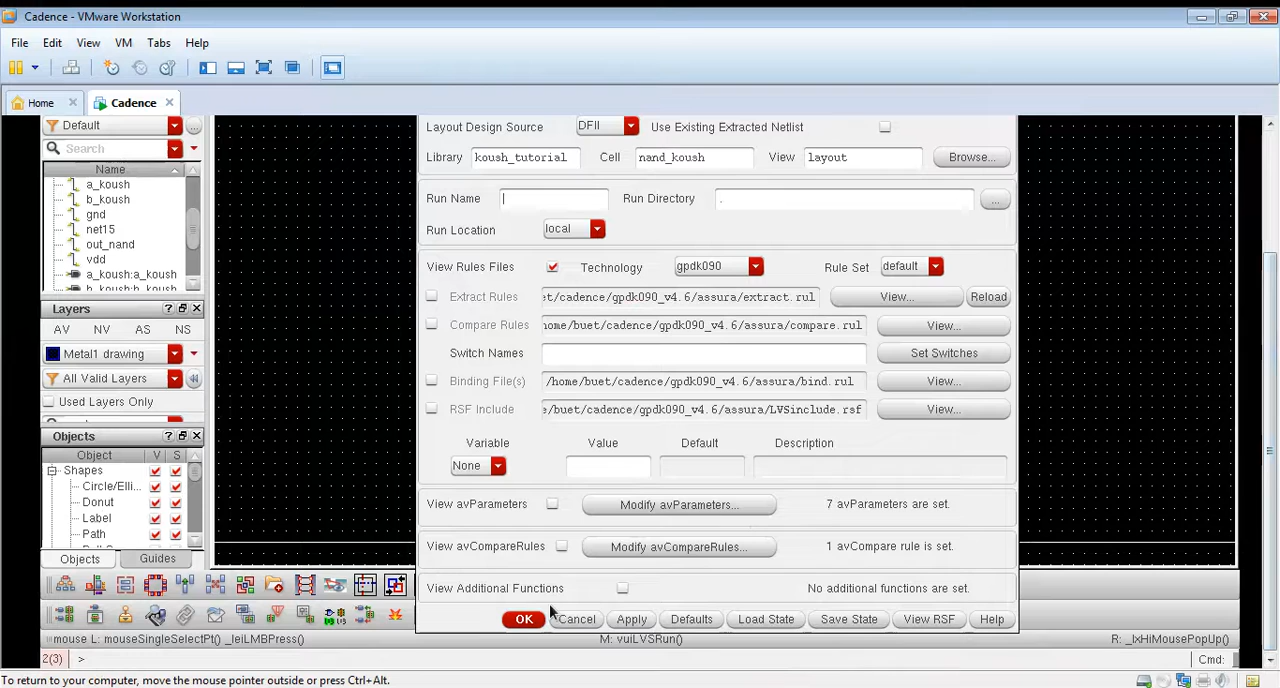 Cadence - VMware Workstation
File Edit View VM Tabs Help
Home Cadence
Default
Search
Name
a_koush
b_koush
gnd
net15
out_nand
vdd
a_koush:a_koush
b_koush:b
Layers
AV NV AS NS
Metal1 drawing
All Valid Layers
Used Layers Only
Objects
Object V S
Shapes
Circle/Elli...
Donut
Label
Path
Objects Guides
Layout Design Source DFII Use Existing Extracted Netlist
Library koush_tutorial Cell nand_koush View layout Browse...
Run Name Run Directory . ...
Run Location local
View Rules Files Technology gpdk090 Rule Set default
Extract Rules et/cadence/gpdk090_v4.6/assura/extract.rul View... Reload
Compare Rules home/buet/cadence/gpdk090_v4.6/assura/compare.rul View...
Switch Names Set Switches
Binding File(s) /home/buet/cadence/gpdk090_v4.6/assura/bind.rul View...
RSF Include e/buet/cadence/gpdk090_v4.6/assura/LVSinclude.rsf View...
Variable Value Default Description
None
View avParameters Modify avParameters... 7 avParameters are set.
View avCompareRules Modify avCompareRules... 1 avCompare rule is set.
View Additional Functions No additional functions are set.
OK Cancel Apply Defaults Load State Save State View RSF Help
mouse L: mouseSingleSelectPt() _leiLMBPress() M: vuiLVSRun() R: _lxHiMousePopUp()
2(3) > Cmd:
To return to your computer, move the mouse pointer outside or press Ctrl+Alt.